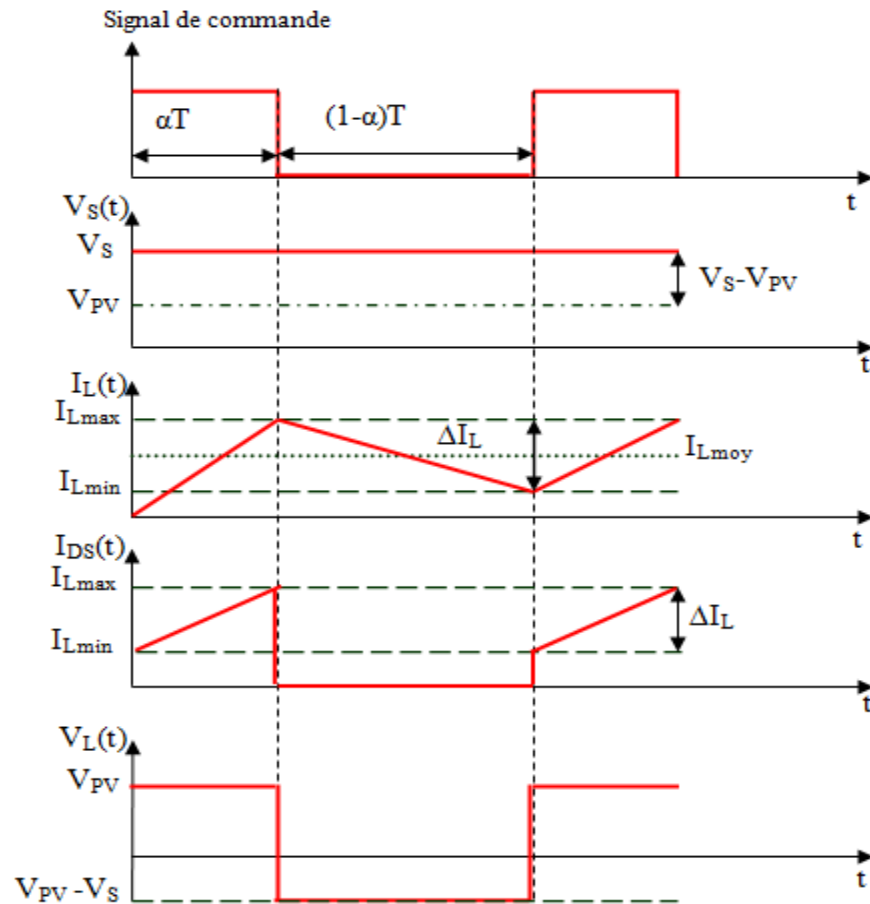 Signal de commande
αT
(1-α)T
t
VS(t)
VS
VS-VPV
VPV
t
IL(t)
ILmax
ΔIL
ILmoy
ILmin
t
IDS(t)
ILmax
ΔIL
ILmin
t
VL(t)
VPV
t
VPV -VS